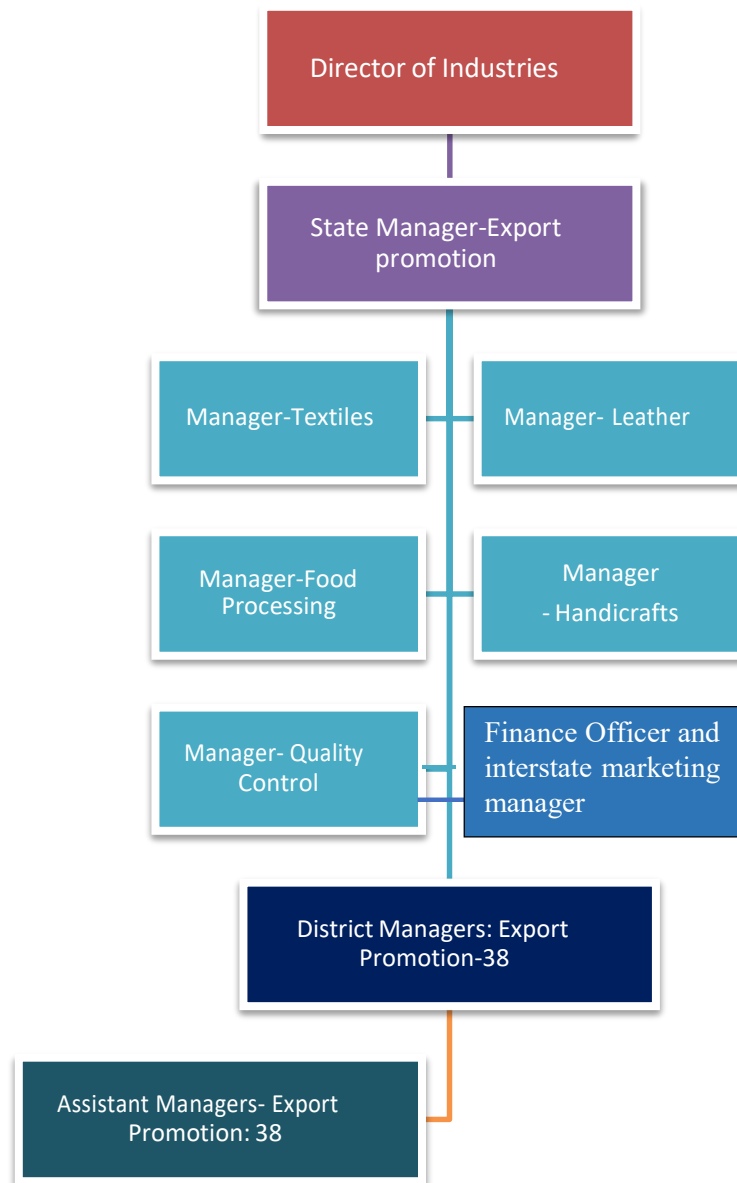 Director of Industries
State Manager-Export
promotion
Manager-Textiles
Manager- Leather
Manager-Food
Processing
Manager
- Handicrafts
Manager- Quality
Control
Finance Officer and
interstate marketing
manager
District Managers: Export
Promotion-38
Assistant Managers- Export
Promotion: 38